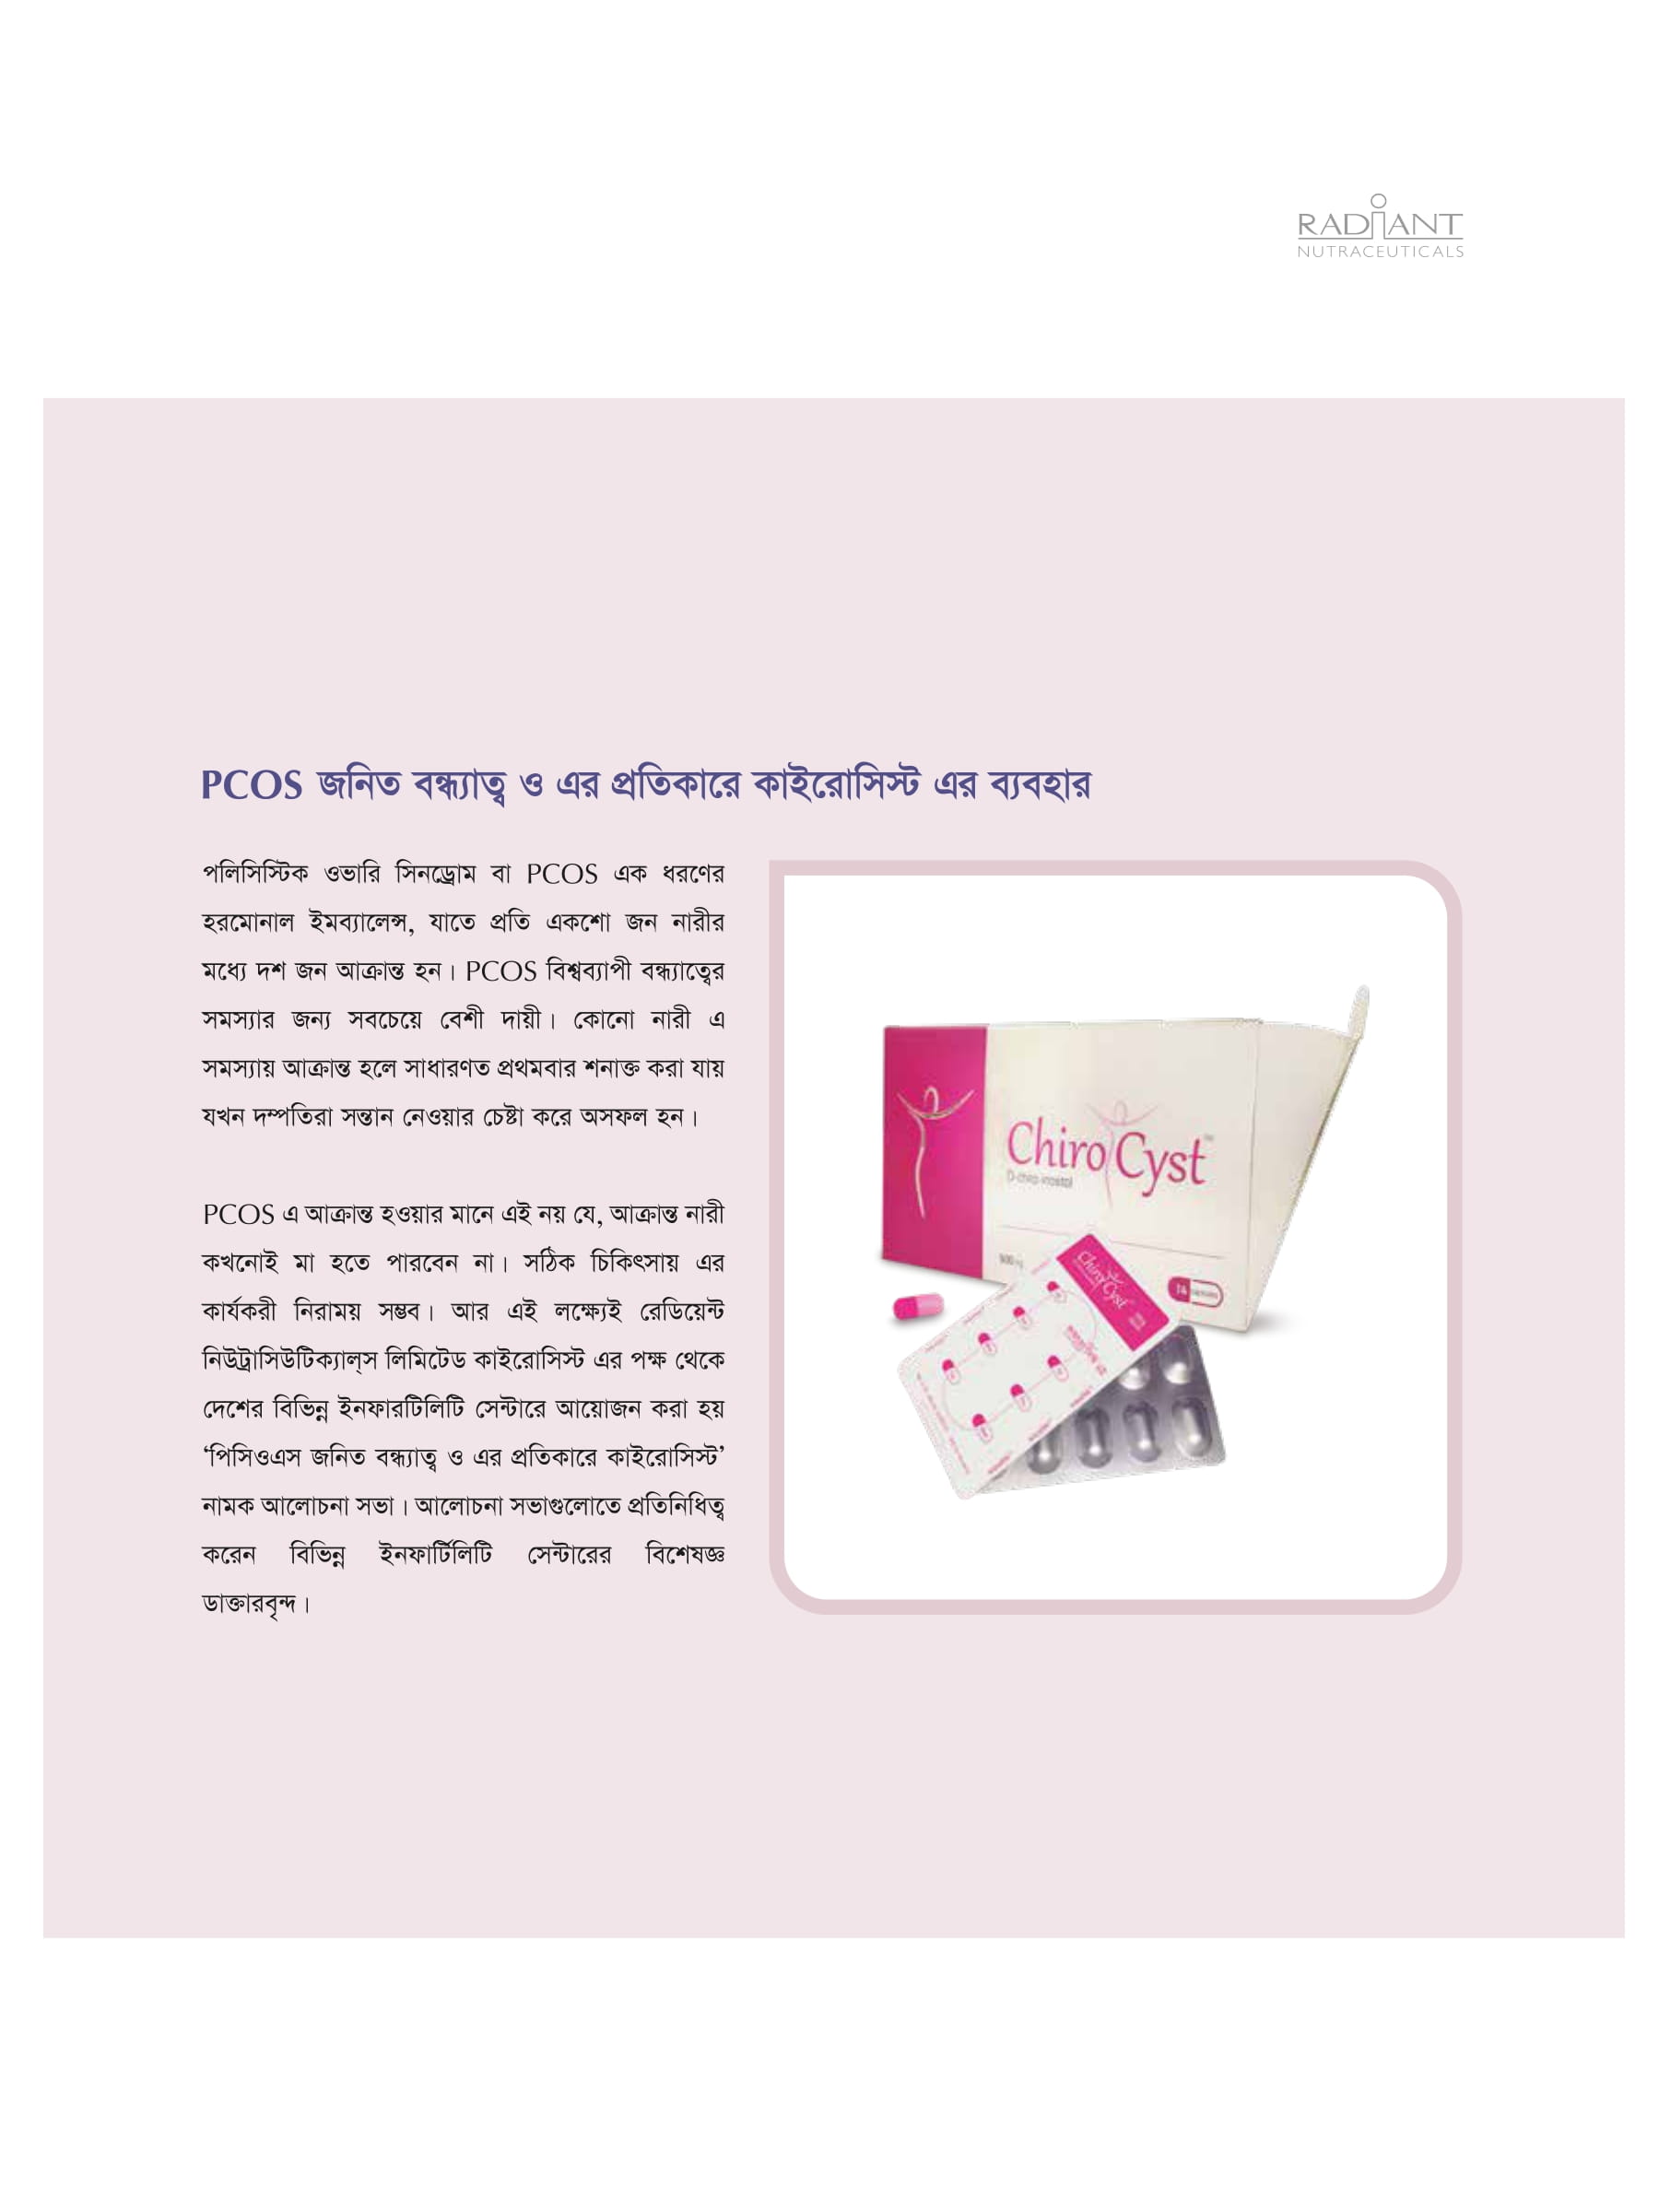 RADiANT
NUTRACEUTICALS
PCOS জনিত বন্ধ্যাত্ব ও এর প্রতিকারে কাইরোসিস্ট এর ব্যবহার
পলিসিস্টিক ওভারি সিনড্রোম বা PCOS এক ধরণের
হরমোনাল ইমব্যালেন্স, যাতে প্রতি একশো জন নারীর
মধ্যে দশ জন আক্রান্ত হন। PCOS বিশ্বব্যাপী বন্ধ্যাত্বের
সমস্যার জন্য সবচেয়ে বেশী দায়ী। কোনো নারী এ
সমস্যায় আক্রান্ত হলে সাধারণত প্রথমবার শনাক্ত করা যায়
যখন দম্পতিরা সন্তান নেওয়ার চেষ্টা করে অসফল হন।
PCOS এ আক্রান্ত হওয়ার মানে এই নয় যে, আক্রান্ত নারী
কখনোই মা হতে পারবেন না। সঠিক চিকিৎসায় এর
কার্যকরী নিরাময় সম্ভব। আর এই লক্ষ্যেই রেডিয়েন্ট
নিউট্রাসিউটিক্যাল্স লিমিটেড কাইরোসিস্ট এর পক্ষ থেকে
দেশের বিভিন্ন ইনফারটিলিটি সেন্টারে আয়োজন করা হয়
‘পিসিওএস জনিত বন্ধ্যাত্ব ও এর প্রতিকারে কাইরোসিস্ট’
নামক আলোচনা সভা। আলোচনা সভাগুলোতে প্রতিনিধিত্ব
করেন বিভিন্ন ইনফার্টিলিটি সেন্টারের বিশেষজ্ঞ
ডাক্তারবৃন্দ।
ChiroCyst™
D-chiro-inositol
500 mg
14 capsules
ChiroCyst